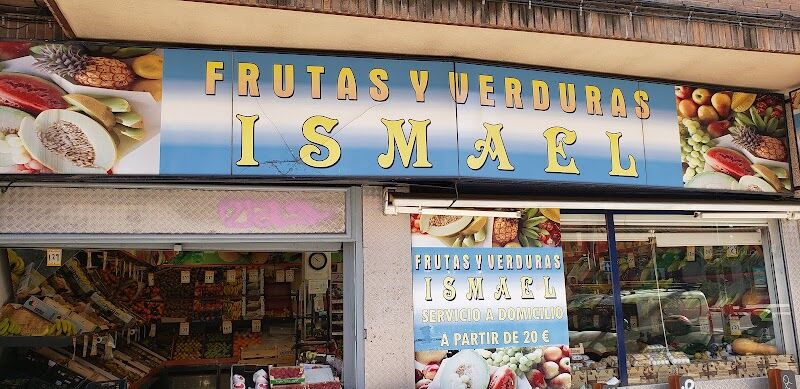 FRUTAS Y VERDURAS
ISMAEL
FRUTAS Y VERDURAS
ISMAEL
SERVICIO A DOMICILIO
A PARTIR DE 20 €